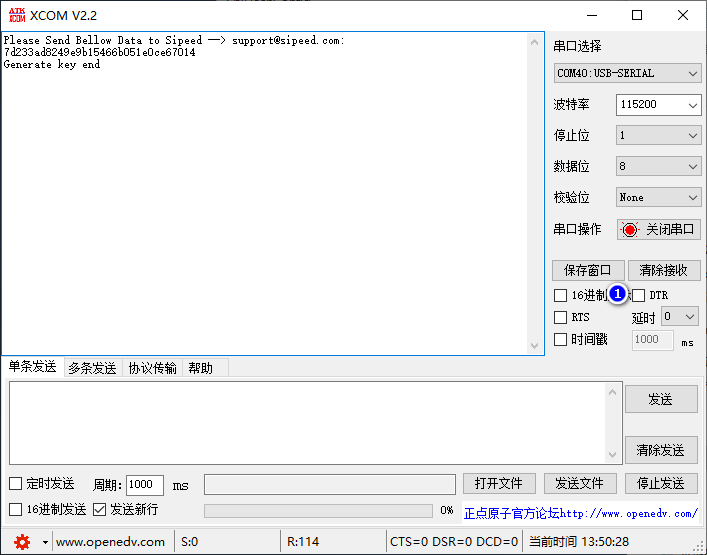 ATK
XCOM
XCOM V2.2
Please Send Bellow Data to Sipeed --> support@sipeed.com:
7d233ad8249e9b15466b051e0ce67014
Generate key end
串口选择
COM40:USB-SERIAL
波特率
115200
停止位
1
数据位
8
校验位
None
串口操作
关闭串口
保存窗口
清除接收
16进制
1
DTR
RTS
延时
0
时间戳
1000
ms
单条发送
多条发送
协议传输
帮助
发送
清除发送
定时发送
周期:
1000
ms
打开文件
发送文件
停止发送
16进制发送
发送新行
0%
正点原子官方论坛http://www.openedv.com/
www.openedv.com
S:0
R:114
CTS=0 DSR=0 DCD=0
当前时间 13:50:28